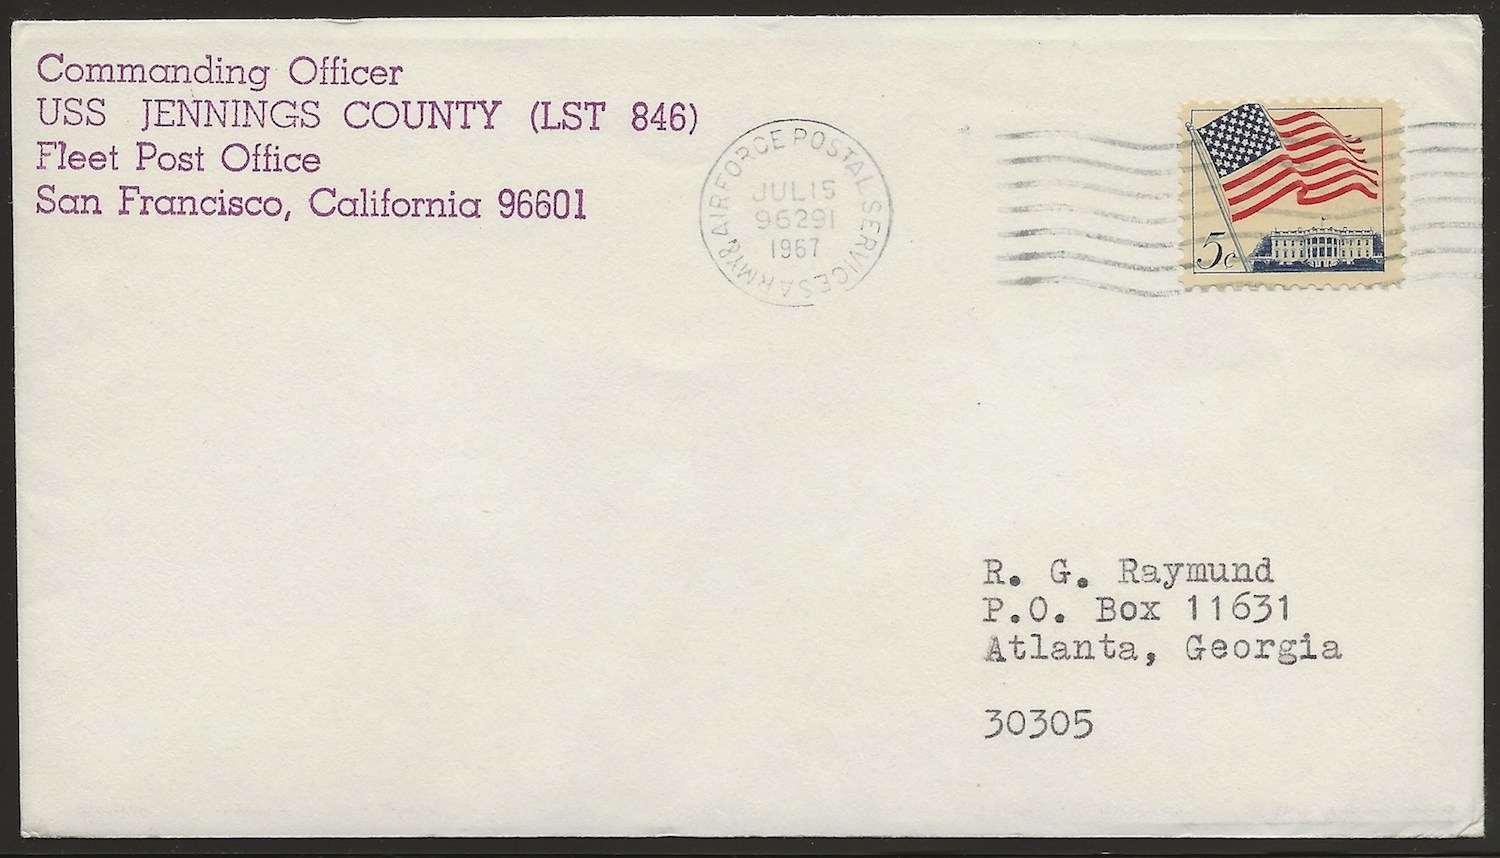 Commanding Officer
USS JENNINGS COUNTY (LST 846)
Fleet Post Office
San Francisco, California 96601
ARMY & AIR FORCE POSTAL SERVICES
JUL 15
96291
1967
5c
R. G. Raymund
P.O. Box 11631
Atlanta, Georgia
30305